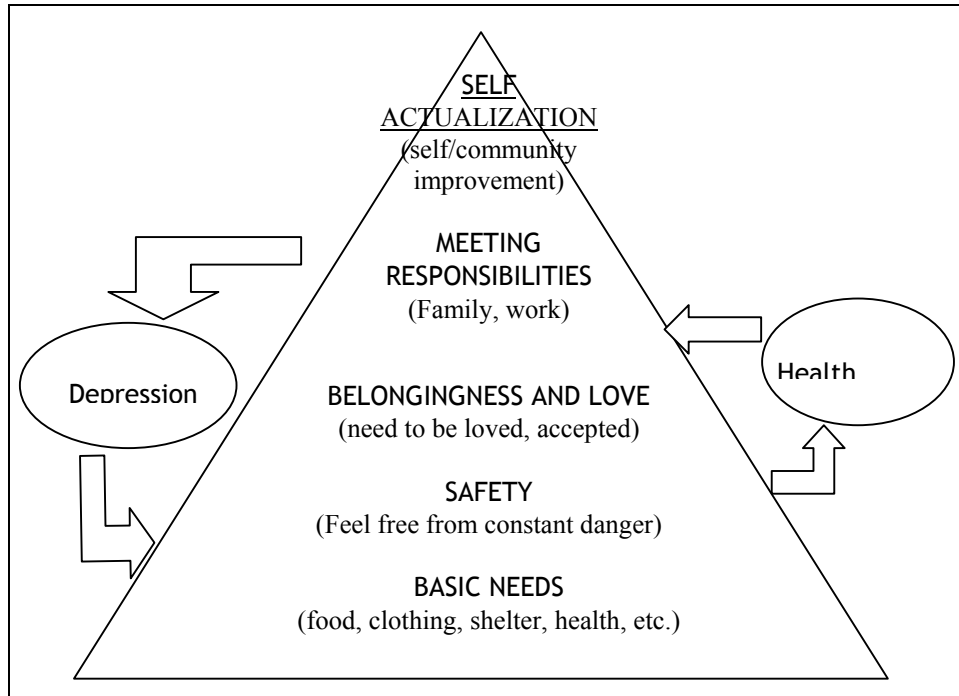 SELF
ACTUALIZATION
(self/community
improvement)
MEETING
RESPONSIBILITIES
(Family, work)
Depression
Health
BELONGINGNESS AND LOVE
(need to be loved, accepted)
SAFETY
(Feel free from constant danger)
BASIC NEEDS
(food, clothing, shelter, health, etc.)